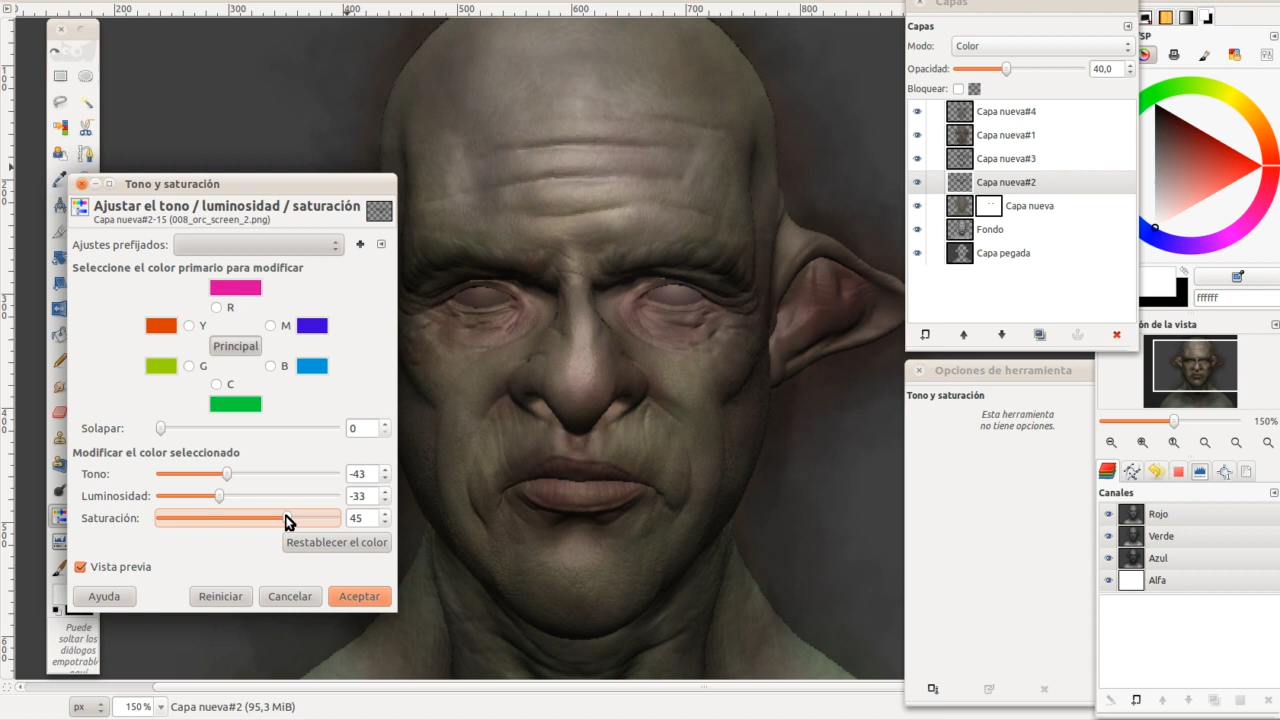 200
300
400
500
600
700
800
Tono y saturación
Ajustar el tono / luminosidad / saturación
Capa nueva#2-15 (008_orc_screen_2.png)
Ajustes prefijados:
Seleccione el color primario para modificar
R
Y
M
Principal
G
B
C
Solapar:
0
Modificar el color seleccionado
Tono:
-43
Luminosidad:
-33
Saturación:
45
Restablecer el color
Vista previa
Ayuda
Reiniciar
Cancelar
Aceptar
Puede
soltar los
diálogos
px
150 %
Capa nueva#2 (95,3 MiB)
Capas
Capas
Modo:
Color
Opacidad:
40,0
Bloquear:
Capa nueva#4
Capa nueva#1
Capa nueva#3
Capa nueva#2
Capa nueva
Fondo
Capa pegada
Opciones de herramienta
Tono y saturación
Esta herramienta
no tiene opciones.
ffffff
ón de la vista
150%
Canales
Rojo
Verde
Azul
Alfa